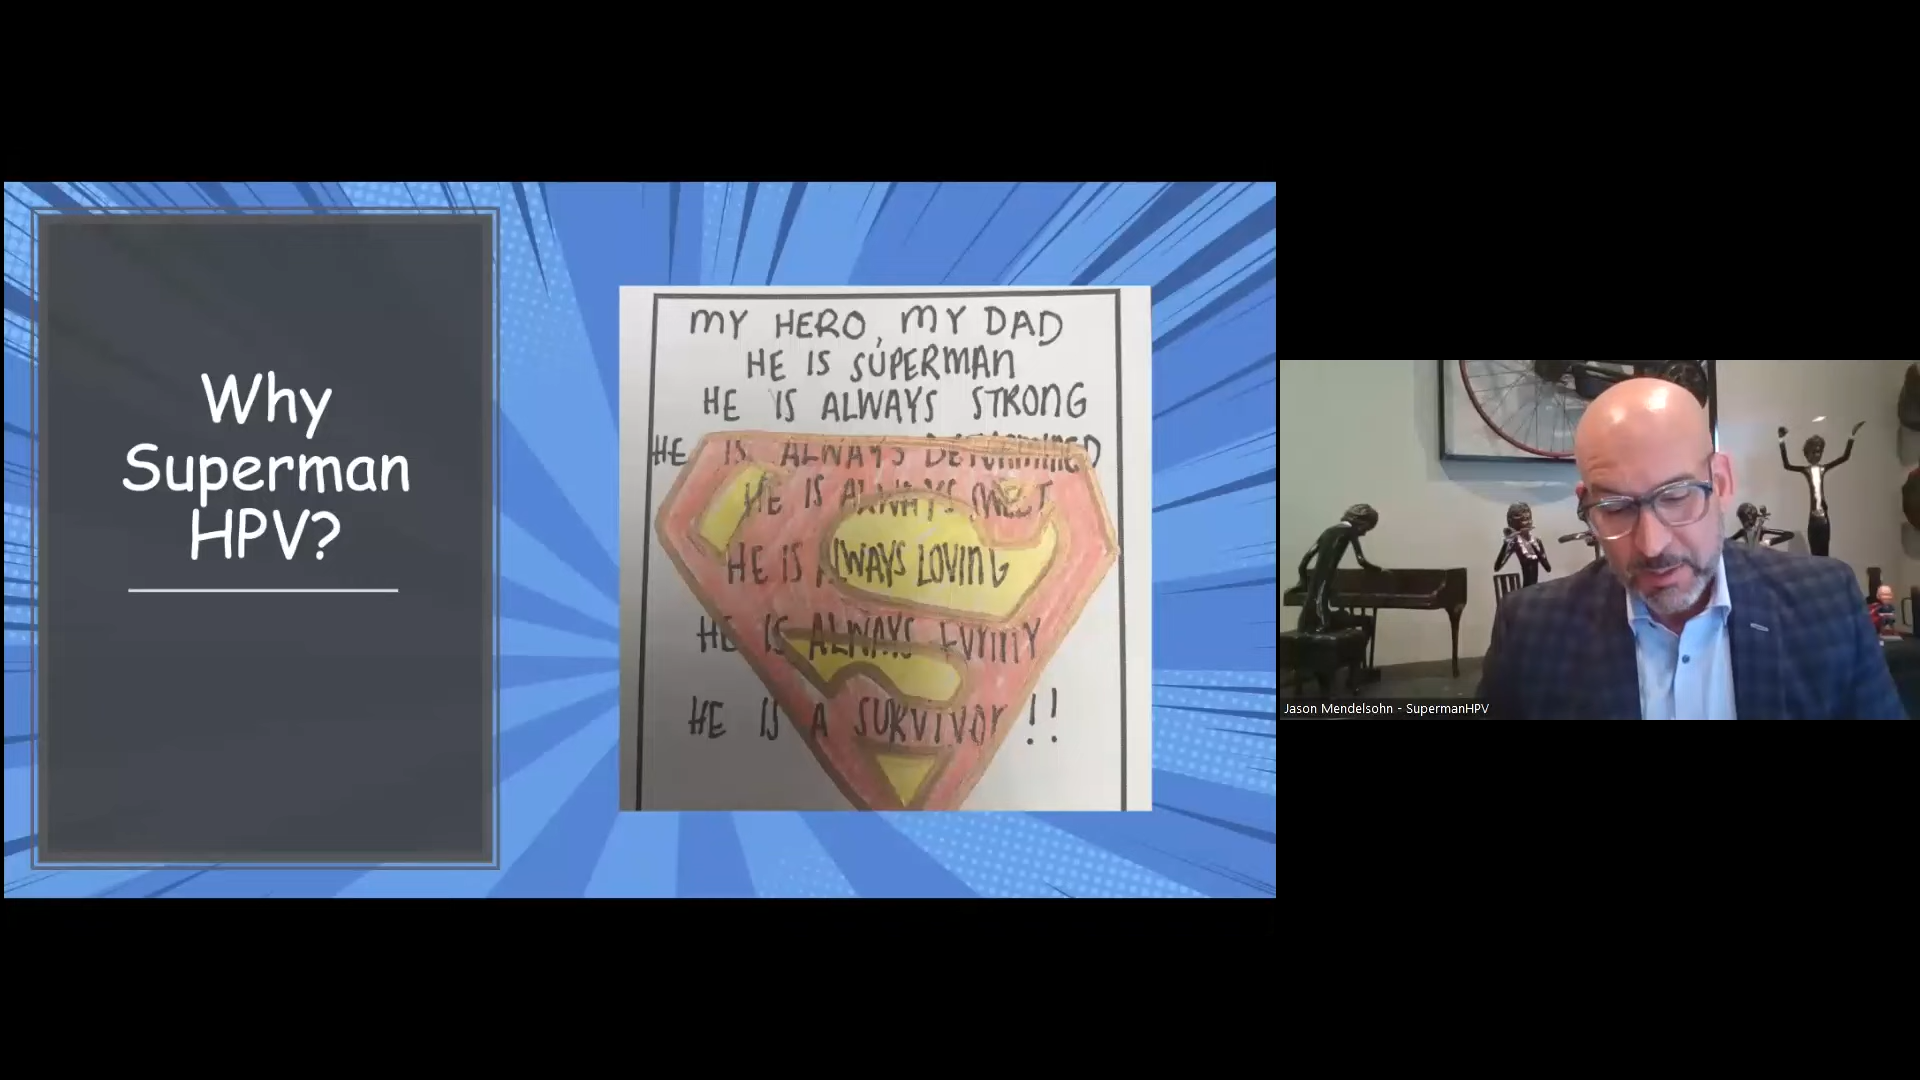 Why
Superman
HPV?
MY HERO, MY DAD
HE IS SUPERMAN
HE IS ALWAYS STRONG
HE IS ALWAYS DETERMINED
HE IS ALWAYS SWEET
HE IS ALWAYS LOVING
HE IS ALWAYS FUNNY
HE IS A SURVIVOR!!
Jason Mendelsohn - SupermanHPV